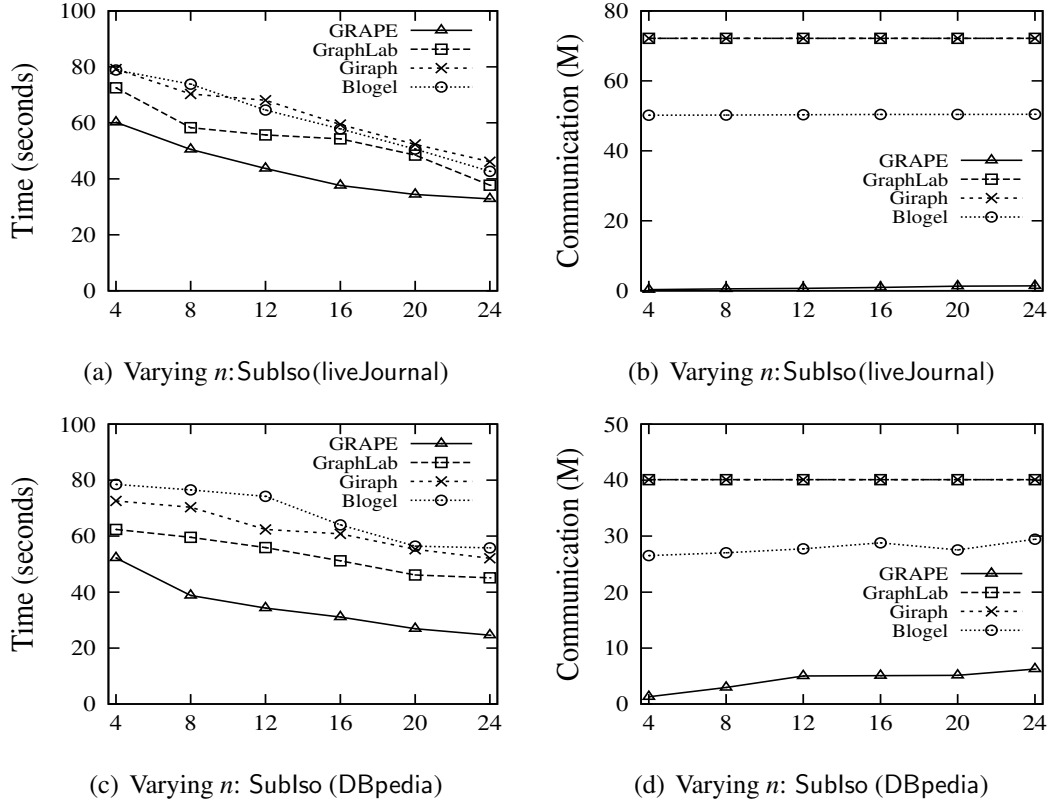 100
80
60
40
20
0
Time (seconds)
GRAPE
GraphLab
Giraph
Blogel
4 8 12 16 20 24
(a) Varying n:SubIso(liveJournal)
80
60
40
20
0
Communication (M)
GRAPE
GraphLab
Giraph
Blogel
4 8 12 16 20 24
(b) Varying n:SubIso(liveJournal)
100
80
60
40
20
0
Time (seconds)
GRAPE
GraphLab
Giraph
Blogel
4 8 12 16 20 24
(c) Varying n: SubIso (DBpedia)
50
40
30
20
10
0
Communication (M)
GRAPE
GraphLab
Giraph
Blogel
4 8 12 16 20 24
(d) Varying n: SubIso (DBpedia)